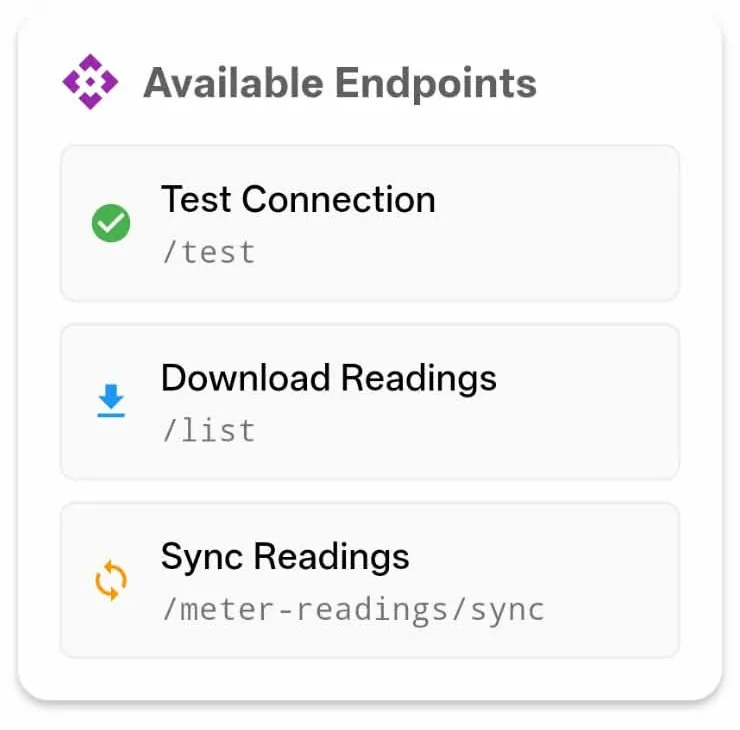 Available Endpoints
Test Connection
/test
Download Readings
/list
Sync Readings
/meter-readings/sync